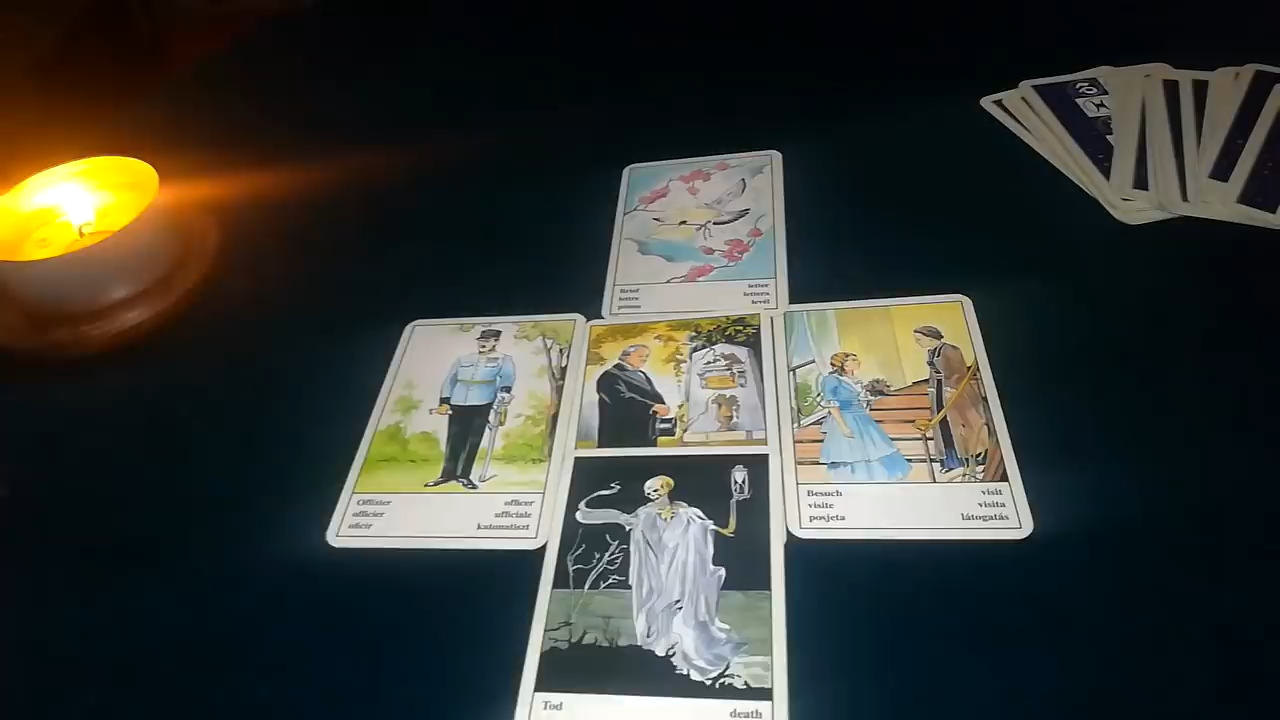 Brief letter
lettre lettera
pismo levél
Offizier officer
officier ufficiale
oficir katonatiszt
Besuch visit
visite visita
posjeta látogatás
Tod death